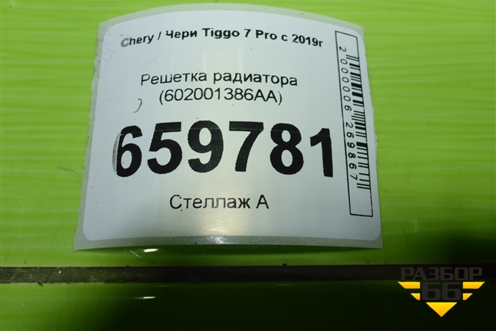 Chery / Чери Tiggo 7 Pro с 2019г
Решетка радиатора
(602001386AA)
659781
Стеллаж А
2000006269867
РАЗБОР
66